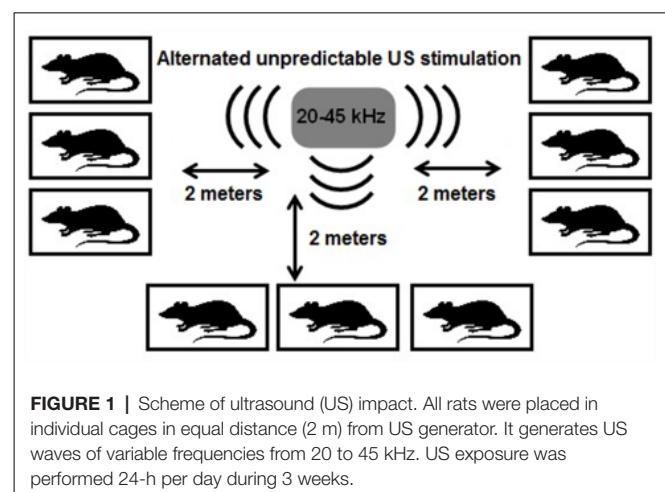 Alternated unpredictable US stimulation
20-45 kHz
2 meters
2 meters
2 meters
FIGURE 1 | Scheme of ultrasound (US) impact. All rats were placed in
individual cages in equal distance (2 m) from US generator. It generates US
waves of variable frequencies from 20 to 45 kHz. US exposure was
performed 24-h per day during 3 weeks.